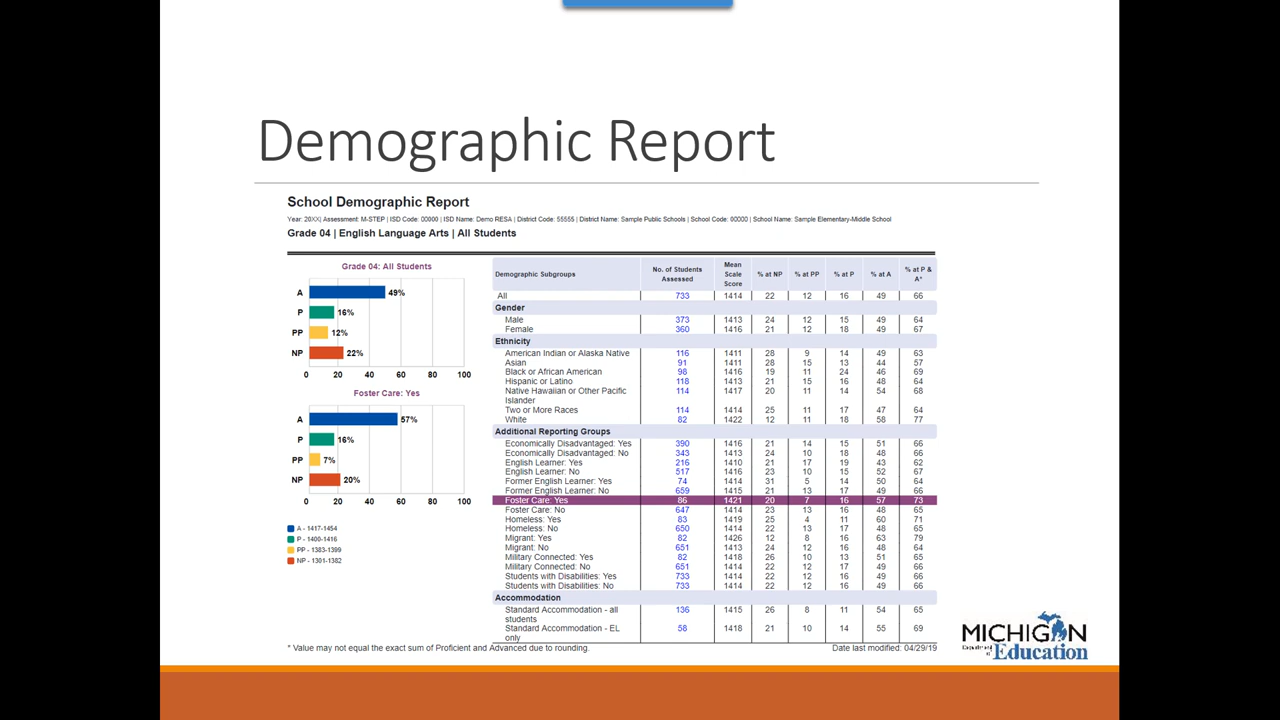 Demographic Report
School Demographic Report
Year: 20XX| Assessment: M-STEP | ISD Code: 00000 | ISD Name: Demo RESA | District Code: 55555 | District Name: Sample Public Schools | School Code: 00000 | School Name: Sample Elementary-Middle School
Grade 04 | English Language Arts | All Students
Grade 04: All Students
A 49%
P 16%
PP 12%
NP 22%
0 20 40 60 80 100
Foster Care: Yes
A 57%
P 16%
PP 7%
NP 20%
0 20 40 60 80 100
A - 1417-1454
P - 1400-1416
PP - 1383-1399
NP - 1301-1382
Demographic Subgroups No. of Students Assessed Mean Scale Score % at NP % at PP % at P % at A % at P & A*
All 733 1414 22 12 16 49 66
Gender
Male 373 1413 24 12 15 49 64
Female 360 1416 21 12 18 49 67
Ethnicity
American Indian or Alaska Native 116 1411 28 9 14 49 63
Asian 91 1411 28 15 13 44 57
Black or African American 98 1416 19 11 24 46 69
Hispanic or Latino 118 1413 21 15 16 48 64
Native Hawaiian or Other Pacific 114 1417 20 11 14 54 68
Islander
Two or More Races 114 1414 25 11 17 47 64
White 82 1422 12 11 18 58 77
Additional Reporting Groups
Economically Disadvantaged: Yes 390 1416 21 14 15 51 66
Economically Disadvantaged: No 343 1413 24 10 18 48 66
English Learner: Yes 216 1410 21 17 19 43 62
English Learner: No 517 1416 23 10 15 52 67
Former English Learner: Yes 74 1414 31 5 14 50 64
Former English Learner: No 659 1415 21 13 17 49 66
Foster Care: Yes 86 1421 20 7 16 57 73
Foster Care: No 647 1414 23 13 16 48 65
Homeless: Yes 83 1419 25 4 11 60 71
Homeless: No 650 1414 22 13 17 48 65
Migrant: Yes 82 1426 12 8 16 63 79
Migrant: No 651 1413 24 12 16 48 64
Military Connected: Yes 82 1418 26 10 13 51 65
Military Connected: No 651 1414 22 12 17 49 66
Students with Disabilities: Yes 733 1414 22 12 16 49 66
Students with Disabilities: No 733 1414 22 12 16 49 66
Accommodation
Standard Accommodation - all 136 1415 26 8 11 54 65
students
Standard Accommodation - EL 58 1418 21 10 14 55 69
only
* Value may not equal the exact sum of Proficient and Advanced due to rounding.
Date last modified: 04/29/19
MICHIGAN
Department of Education